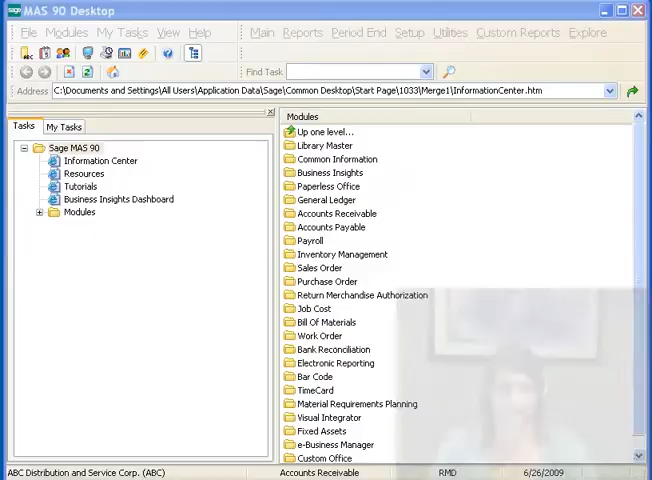 sage MAS 90 Desktop
File Modules My Tasks View Help Main Reports Period End Setup Utilities Custom Reports Explore
Find Task
Address C:\Documents and Settings\All Users\Application Data\Sage\Common Desktop\Start Page\1033\Merge1\InformationCenter.htm
Tasks My Tasks
Sage MAS 90
Information Center
Resources
Tutorials
Business Insights Dashboard
Modules
Modules
Up one level...
Library Master
Common Information
Business Insights
Paperless Office
General Ledger
Accounts Receivable
Accounts Payable
Payroll
Inventory Management
Sales Order
Purchase Order
Return Merchandise Authorization
Job Cost
Bill Of Materials
Work Order
Bank Reconciliation
Electronic Reporting
Bar Code
TimeCard
Material Requirements Planning
Visual Integrator
Fixed Assets
e-Business Manager
Custom Office
ABC Distribution and Service Corp. (ABC) Accounts Receivable RMD 6/26/2009